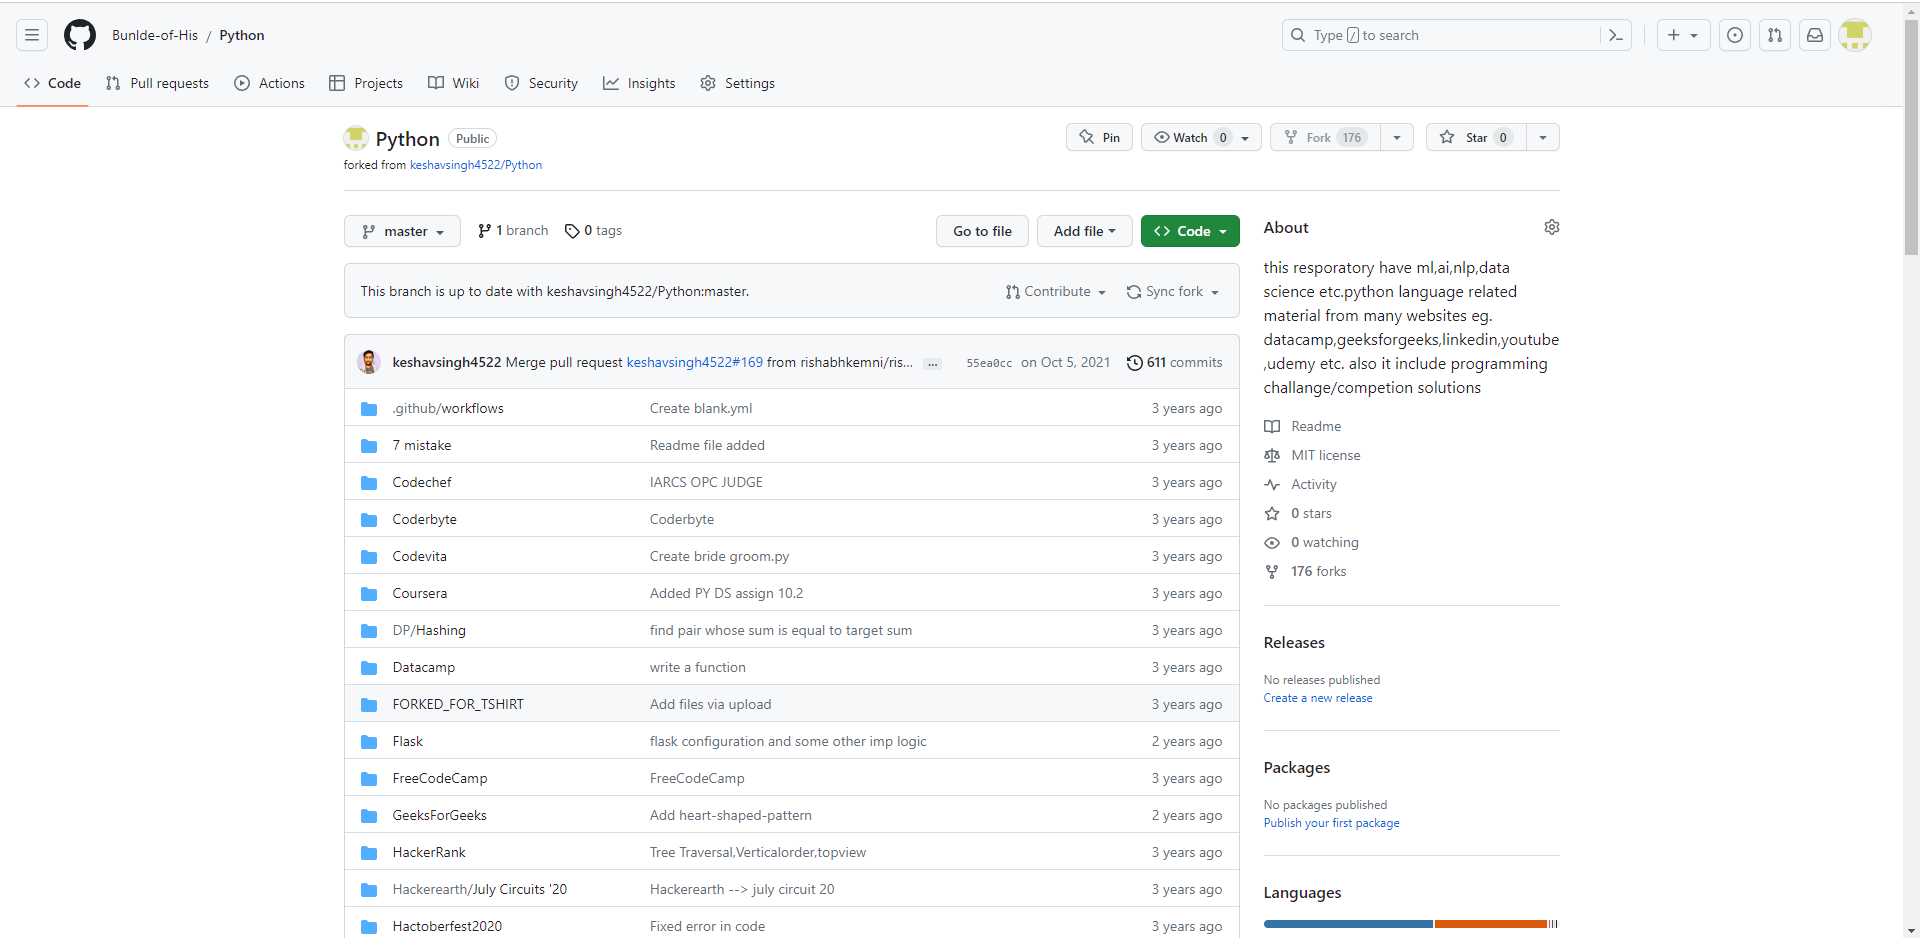 Bunlde-of-His / Python
Type / to search
Code Pull requests Actions Projects Wiki Security Insights Settings
Python Public
Pin Watch 0 Fork 176 Star 0
forked from keshavsingh4522/Python
master 1 branch 0 tags Go to file Add file Code
This branch is up to date with keshavsingh4522/Python:master. Contribute Sync fork
keshavsingh4522 Merge pull request keshavsingh4522#169 from rishabhkemni/ris... ... 55ea0cc on Oct 5, 2021 611 commits
.github/workflows Create blank.yml 3 years ago
7 mistake Readme file added 3 years ago
Codechef IARCS OPC JUDGE 3 years ago
Coderbyte Coderbyte 3 years ago
Codevita Create bride groom.py 3 years ago
Coursera Added PY DS assign 10.2 3 years ago
DP/Hashing find pair whose sum is equal to target sum 3 years ago
Datacamp write a function 3 years ago
FORKED_FOR_TSHIRT Add files via upload 3 years ago
Flask flask configuration and some other imp logic 2 years ago
FreeCodeCamp FreeCodeCamp 3 years ago
GeeksForGeeks Add heart-shaped-pattern 2 years ago
HackerRank Tree Traversal,Verticalorder,topview 3 years ago
Hackerearth/July Circuits '20 Hackerearth --> july circuit 20 3 years ago
Hactoberfest2020 Fixed error in code 3 years ago
About
this resporatory have ml,ai,nlp,data
science etc.python language related
material from many websites eg.
datacamp,geeksforgeeks,linkedin,youtube
,udemy etc. also it include programming
challange/competion solutions
Readme
MIT license
Activity
0 stars
0 watching
176 forks
Releases
No releases published
Create a new release
Packages
No packages published
Publish your first package
Languages